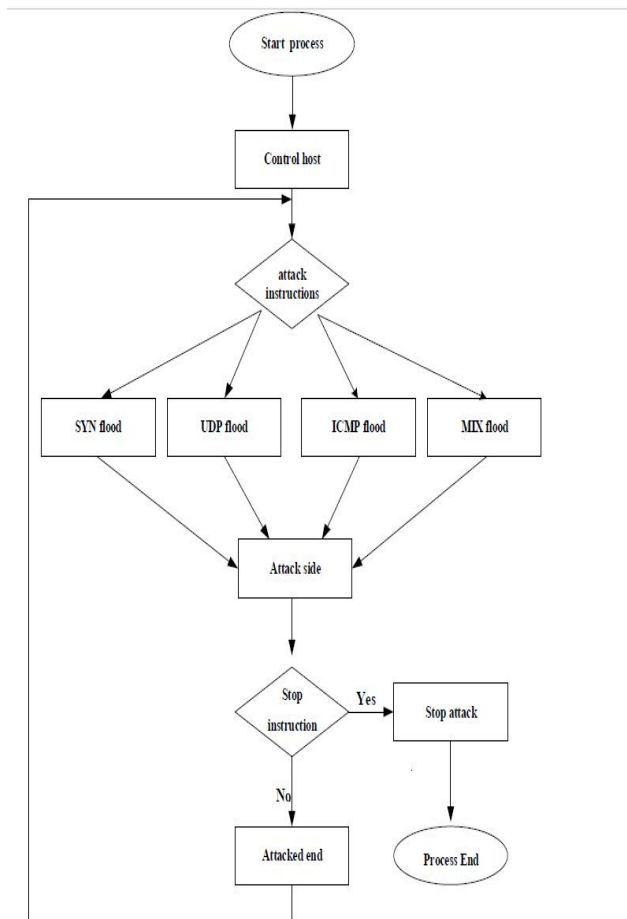 Start process
Control host
attack
instructions
SYN flood
UDP flood
ICMP flood
MIX flood
Attack side
Stop
instruction
Yes
Stop attack
No
Attacked end
Process End